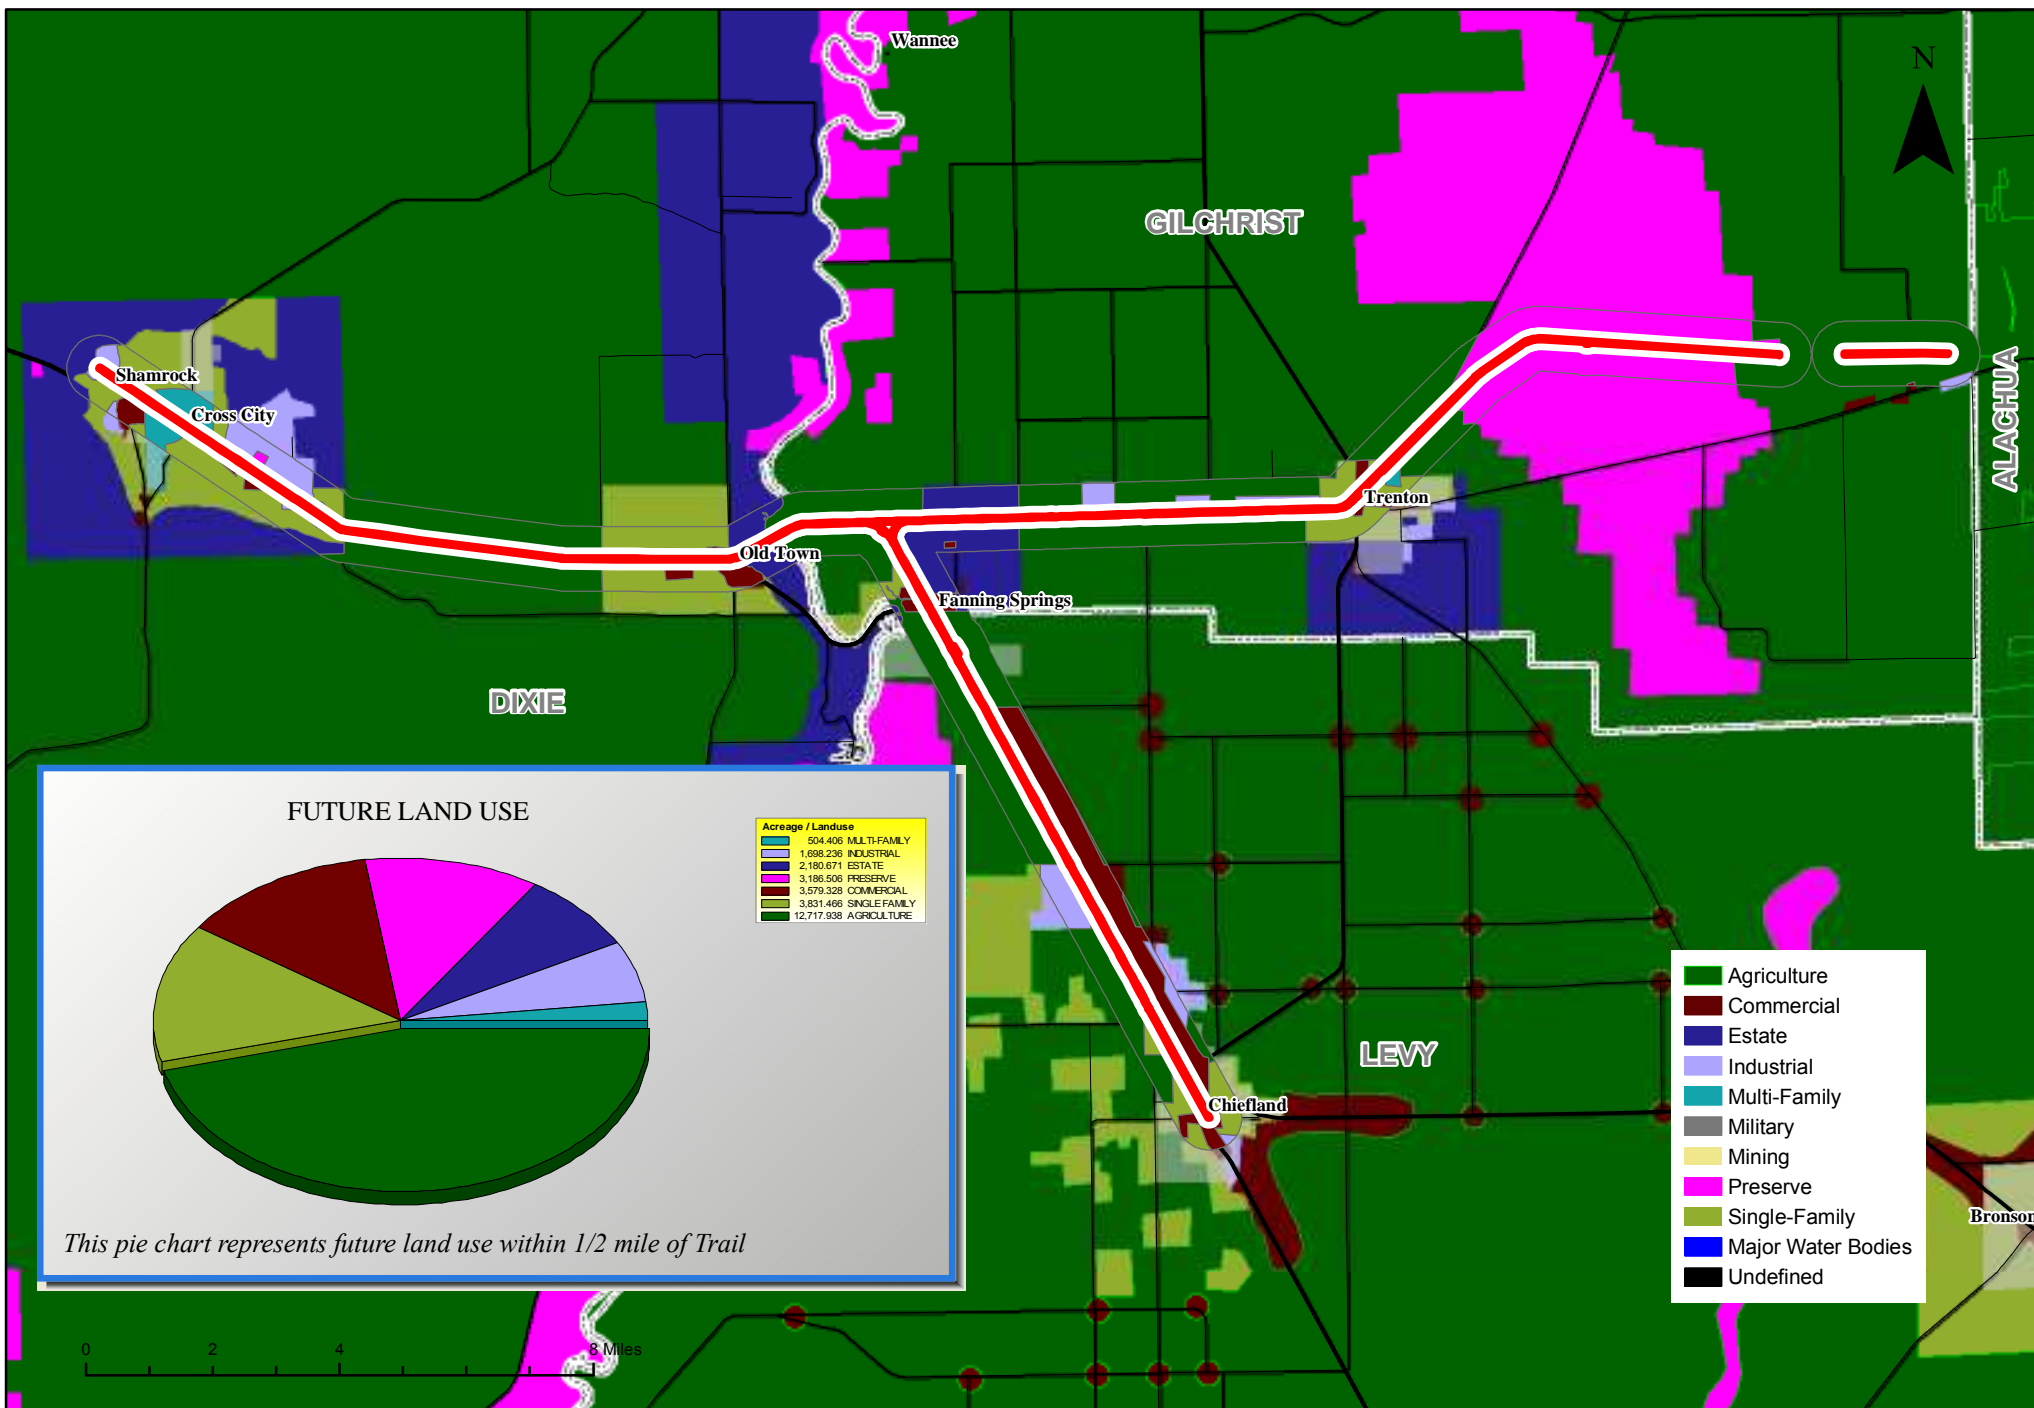 Wannee
N
GILCHRIST
ALACHUA
Shamrock
Cross City
Trenton
Old Town
Fanning Springs
DIXIE
FUTURE LAND USE
Acreage / Landuse
504.406 MULTI-FAMILY
1,698.236 INDUSTRIAL
2,180.671 ESTATE
3,186.506 PRESERVE
3,579.328 COMMERCIAL
3,831.466 SINGLE FAMILY
12,717.938 AGRICULTURE
This pie chart represents future land use within 1/2 mile of Trail
LEVY
Chiefland
Agriculture
Commercial
Estate
Industrial
Multi-Family
Military
Mining
Preserve
Single-Family
Major Water Bodies
Undefined
Bronson
0 2 4 8 Miles